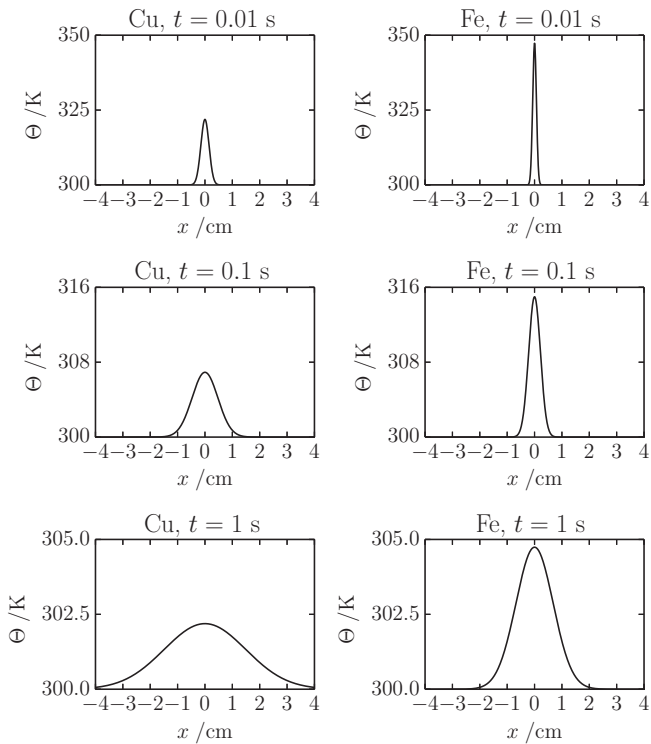 Cu, t = 0.01 s
Fe, t = 0.01 s
350
325
300
Θ /K
−4−3−2−1 0 1 2 3 4
x /cm
350
325
300
Θ /K
−4−3−2−1 0 1 2 3 4
x /cm
Cu, t = 0.1 s
Fe, t = 0.1 s
316
308
300
Θ /K
−4−3−2−1 0 1 2 3 4
x /cm
316
308
300
Θ /K
−4−3−2−1 0 1 2 3 4
x /cm
Cu, t = 1 s
Fe, t = 1 s
305.0
302.5
300.0
Θ /K
−4−3−2−1 0 1 2 3 4
x /cm
305.0
302.5
300.0
Θ /K
−4−3−2−1 0 1 2 3 4
x /cm